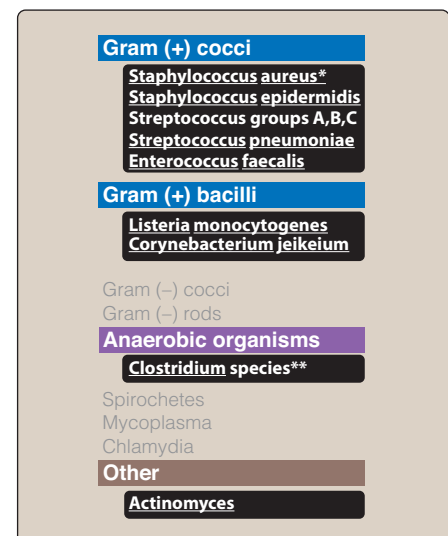 Gram (+) cocci
Staphylococcus aureus*
Staphylococcus epidermidis
Streptococcus groups A,B,C
Streptococcus pneumoniae
Enterococcus faecalis
Gram (+) bacilli
Listeria monocytogenes
Corynebacterium jeikeium
Gram (–) cocci
Gram (–) rods
Anaerobic organisms
Clostridium species**
Spirochetes
Mycoplasma
Chlamydia
Other
Actinomyces